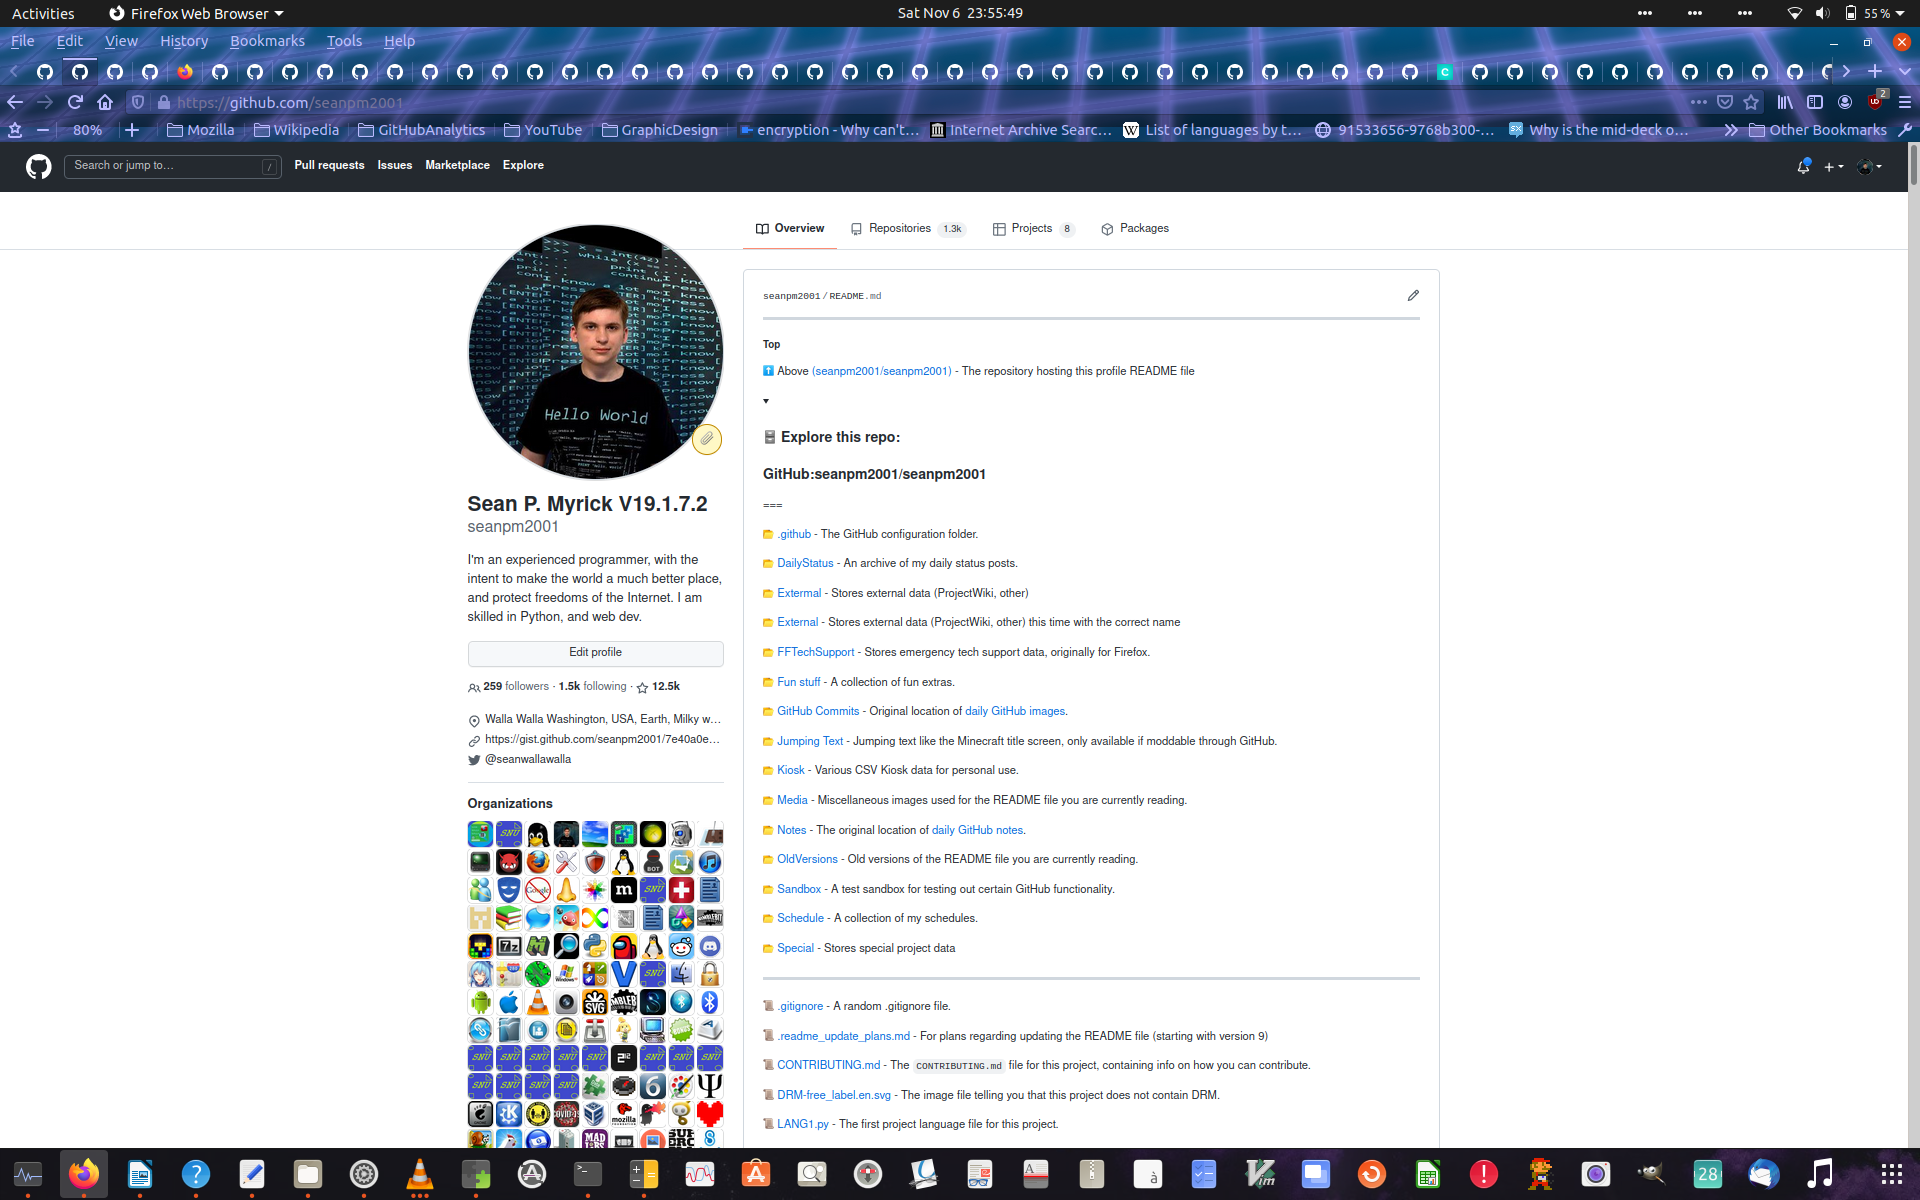 Activities
Firefox Web Browser
Sat Nov 6 23:55:49
55 %
File Edit View History Bookmarks Tools Help
https://github.com/seanpm2001
80%
Mozilla
Wikipedia
GitHubAnalytics
YouTube
GraphicDesign
encryption - Why can't…
Internet Archive Searc…
List of languages by t…
91533656-9768b300-…
Why is the mid-deck o…
Other Bookmarks
Search or jump to…
Pull requests Issues Marketplace Explore
Overview
Repositories 1.3k
Projects 8
Packages
Hello World
Sean P. Myrick V19.1.7.2
seanpm2001
I'm an experienced programmer, with the
intent to make the world a much better place,
and protect freedoms of the Internet. I am
skilled in Python, and web dev.
Edit profile
259 followers · 1.5k following · 12.5k
Walla Walla Washington, USA, Earth, Milky w…
https://gist.github.com/seanpm2001/7e40a0e…
@seanwallawalla
Organizations
seanpm2001/README.md
Top
Above (seanpm2001/seanpm2001) - The repository hosting this profile README file
Explore this repo:
GitHub:seanpm2001/seanpm2001
===
.github - The GitHub configuration folder.
DailyStatus - An archive of my daily status posts.
Extermal - Stores external data (ProjectWiki, other)
External - Stores external data (ProjectWiki, other) this time with the correct name
FFTechSupport - Stores emergency tech support data, originally for Firefox.
Fun stuff - A collection of fun extras.
GitHub Commits - Original location of daily GitHub images.
Jumping Text - Jumping text like the Minecraft title screen, only available if moddable through GitHub.
Kiosk - Various CSV Kiosk data for personal use.
Media - Miscellaneous images used for the README file you are currently reading.
Notes - The original location of daily GitHub notes.
OldVersions - Old versions of the README file you are currently reading.
Sandbox - A test sandbox for testing out certain GitHub functionality.
Schedule - A collection of my schedules.
Special - Stores special project data
.gitignore - A random .gitignore file.
.readme_update_plans.md - For plans regarding updating the README file (starting with version 9)
CONTRIBUTING.md - The CONTRIBUTING.md file for this project, containing info on how you can contribute.
DRM-free_label.en.svg - The image file telling you that this project does not contain DRM.
LANG1.py - The first project language file for this project.
28